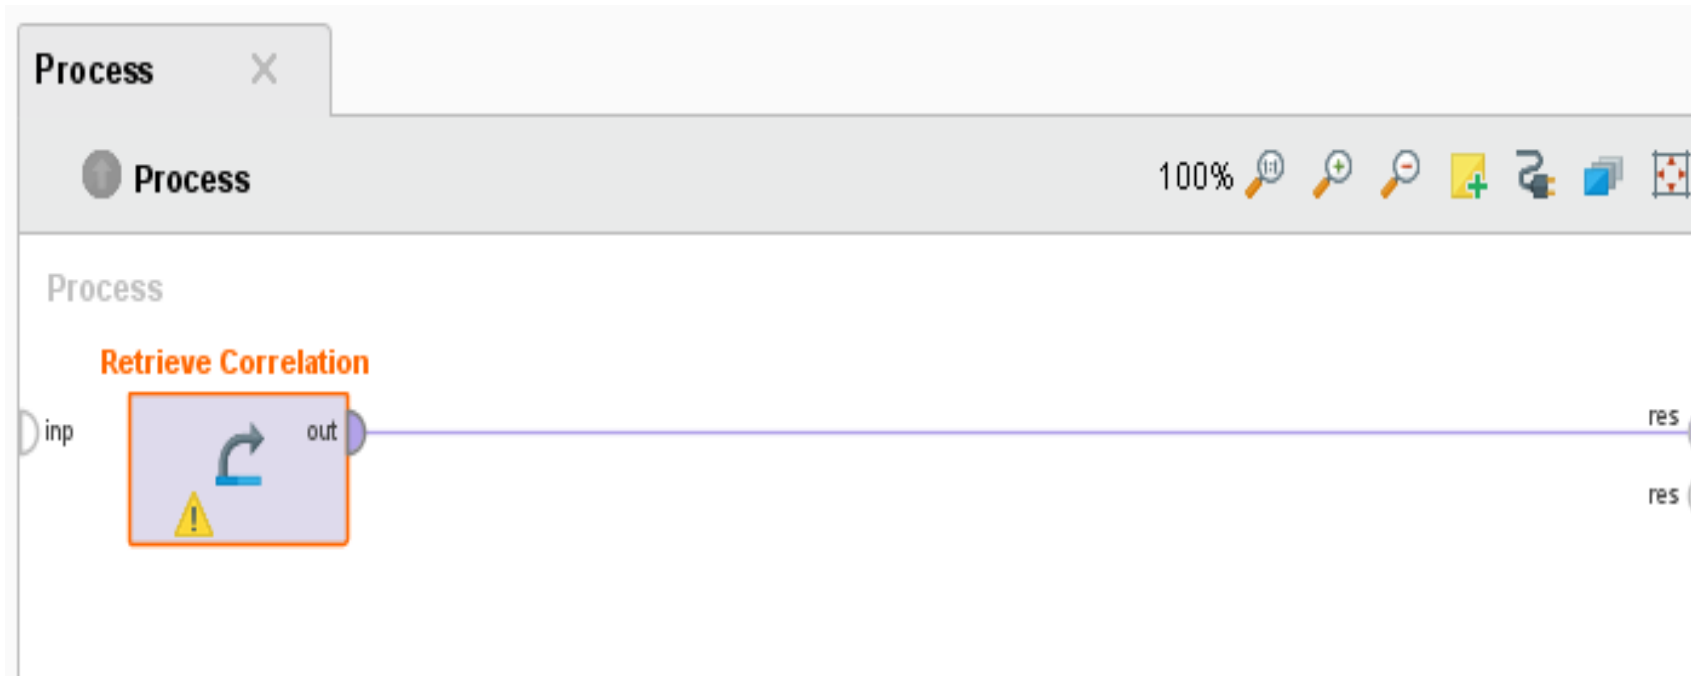 Process
Process
100%
Process
Retrieve Correlation
inp
out
res
res